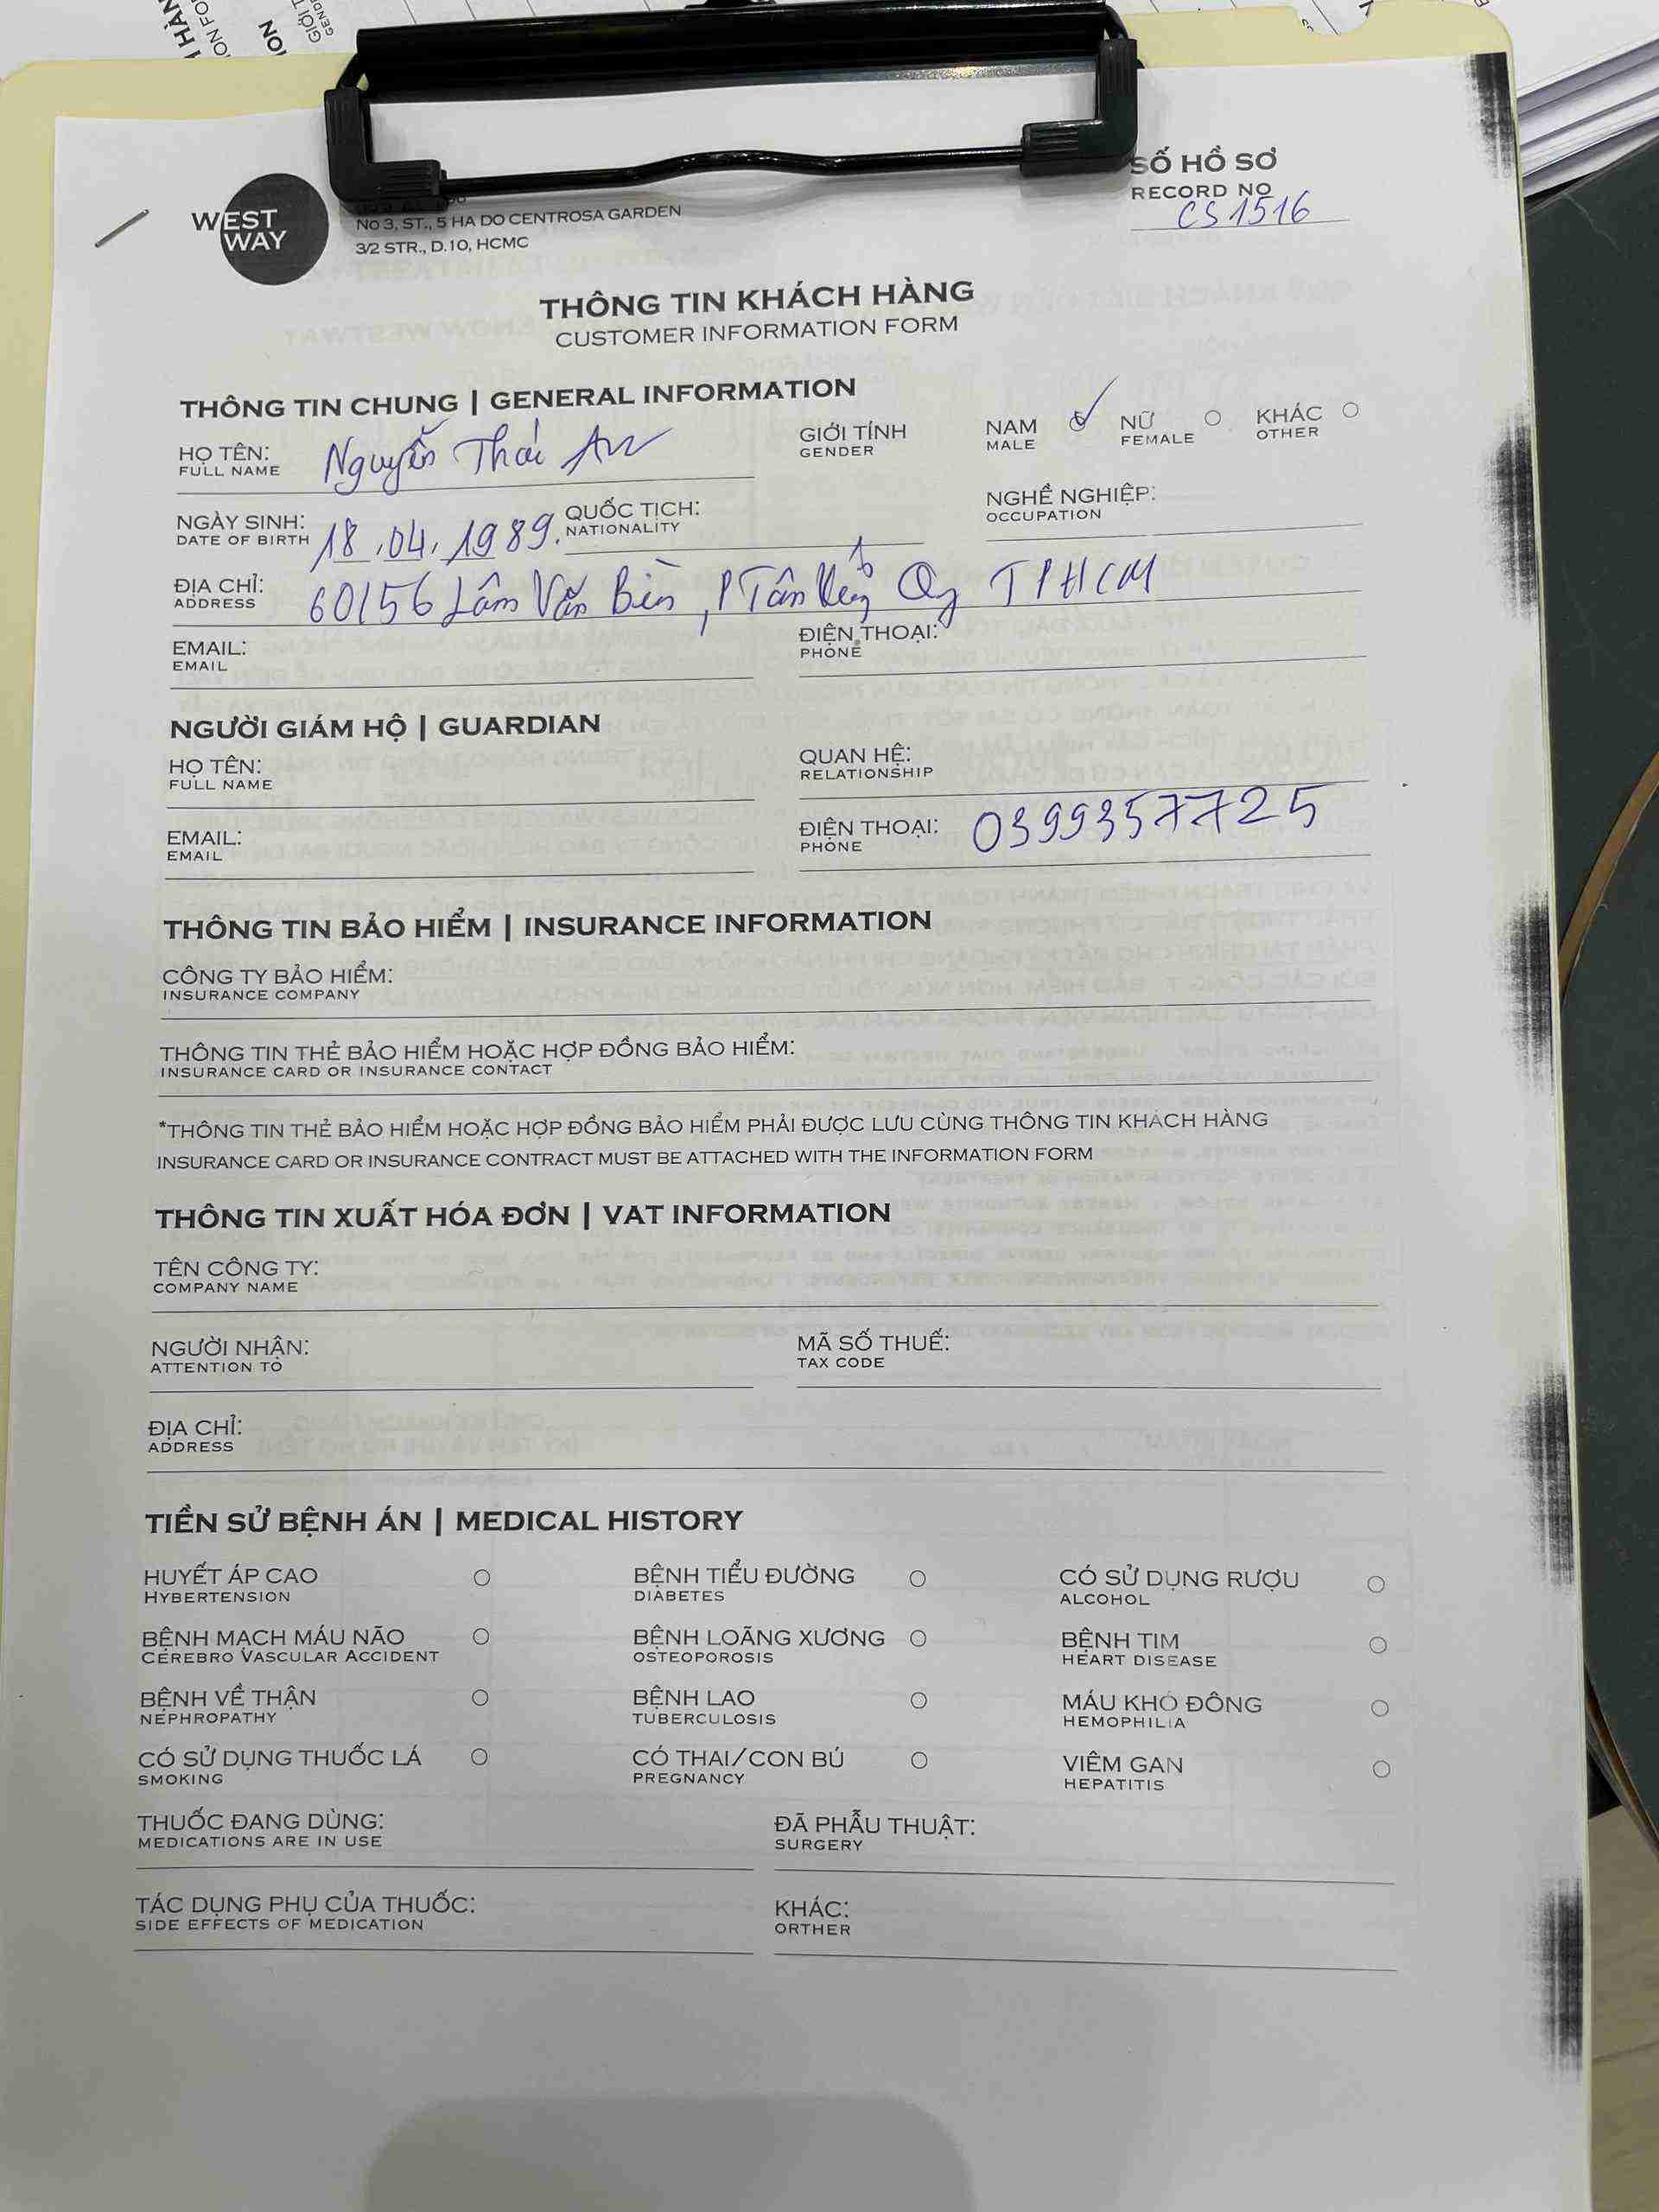 WEST
WAY
No 3, ST., 5 HA DO CENTROSA GARDEN
3/2 STR., D.10, HCMC
SỐ HỒ SƠ
RECORD NO
CS1516
THÔNG TIN KHÁCH HÀNG
CUSTOMER INFORMATION FORM
THÔNG TIN CHUNG | GENERAL INFORMATION
HỌ TÊN: Nguyễn Thái An GIỚI TÍNH NAM NỮ KHÁC
FULL NAME GENDER MALE FEMALE OTHER
NGÀY SINH: 18.04.1989. QUỐC TỊCH: NGHỀ NGHIỆP:
DATE OF BIRTH NATIONALITY OCCUPATION
ĐỊA CHỈ: Lâm Văn Bền, P Tân TPHCM
ADDRESS
EMAIL: ĐIỆN THOẠI:
EMAIL PHONE
NGƯỜI GIÁM HỘ | GUARDIAN
HỌ TÊN: QUAN HỆ:
FULL NAME RELATIONSHIP
EMAIL: ĐIỆN THOẠI: 0399357725
EMAIL PHONE
THÔNG TIN BẢO HIỂM | INSURANCE INFORMATION
CÔNG TY BẢO HIỂM:
INSURANCE COMPANY
THÔNG TIN THẺ BẢO HIỂM HOẶC HỢP ĐỒNG BẢO HIỂM:
INSURANCE CARD OR INSURANCE CONTACT
*THÔNG TIN THẺ BẢO HIỂM HOẶC HỢP ĐỒNG BẢO HIỂM PHẢI ĐƯỢC LƯU CÙNG THÔNG TIN KHÁCH HÀNG
INSURANCE CARD OR INSURANCE CONTRACT MUST BE ATTACHED WITH THE INFORMATION FORM
THÔNG TIN XUẤT HÓA ĐƠN | VAT INFORMATION
TÊN CÔNG TY:
COMPANY NAME
NGƯỜI NHẬN: MÃ SỐ THUẾ:
ATTENTION TO TAX CODE
ĐỊA CHỈ:
ADDRESS
TIỀN SỬ BỆNH ÁN | MEDICAL HISTORY
HUYẾT ÁP CAO BỆNH TIỂU ĐƯỜNG CÓ SỬ DỤNG RƯỢU
HYBERTENSION DIABETES ALCOHOL
BỆNH MẠCH MÁU NÃO BỆNH LOÃNG XƯƠNG BỆNH TIM
CEREBRO VASCULAR ACCIDENT OSTEOPOROSIS HEART DISEASE
BỆNH VỀ THẬN BỆNH LAO MÁU KHÓ ĐÔNG
NEPHROPATHY TUBERCULOSIS HEMOPHILIA
CÓ SỬ DỤNG THUỐC LÁ CÓ THAI/CON BÚ VIÊM GAN
SMOKING PREGNANCY HEPATITIS
THUỐC ĐANG DÙNG: ĐÃ PHẪU THUẬT:
MEDICATIONS ARE IN USE SURGERY
TÁC DỤNG PHỤ CỦA THUỐC: KHÁC:
SIDE EFFECTS OF MEDICATION ORTHER